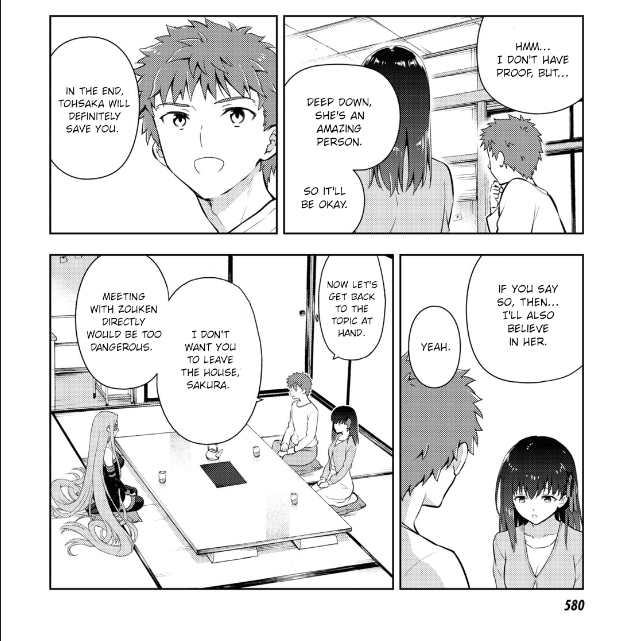 HMM...
I DON'T HAVE
PROOF, BUT...
DEEP DOWN,
SHE'S AN
AMAZING
PERSON.
SO IT'LL
BE OKAY.
IN THE END,
TOHSAKA WILL
DEFINITELY
SAVE YOU.
IF YOU SAY
SO, THEN...
I'LL ALSO
BELIEVE
IN HER.
YEAH.
NOW LET'S
GET BACK
TO THE
TOPIC AT
HAND.
I DON'T
WANT YOU
TO LEAVE
THE HOUSE,
SAKURA.
MEETING
WITH ZOUKEN
DIRECTLY
WOULD BE TOO
DANGEROUS.
580